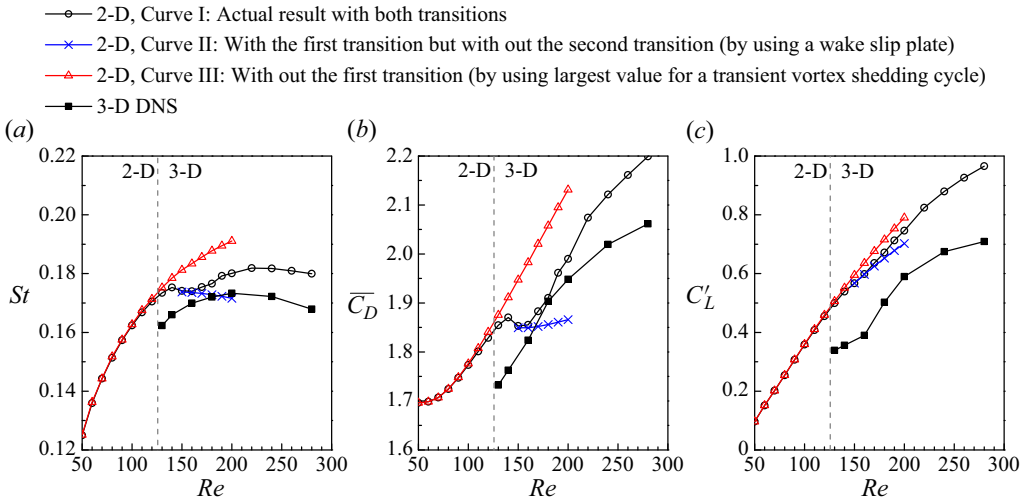 2-D, Curve I: Actual result with both transitions
2-D, Curve II: With the first transition but with out the second transition (by using a wake slip plate)
2-D, Curve III: With out the first transition (by using largest value for a transient vortex shedding cycle)
3-D DNS
(a)
(b)
(c)
0.22
0.20
0.18
0.16
0.14
0.12
St
2-D
3-D
50
100
150
200
250
300
Re
2.2
2.1
2.0
1.9
1.8
1.7
1.6
C_D
2-D
3-D
50
100
150
200
250
300
Re
1.0
0.8
0.6
0.4
0.2
0
C′_L
2-D
3-D
50
100
150
200
250
300
Re